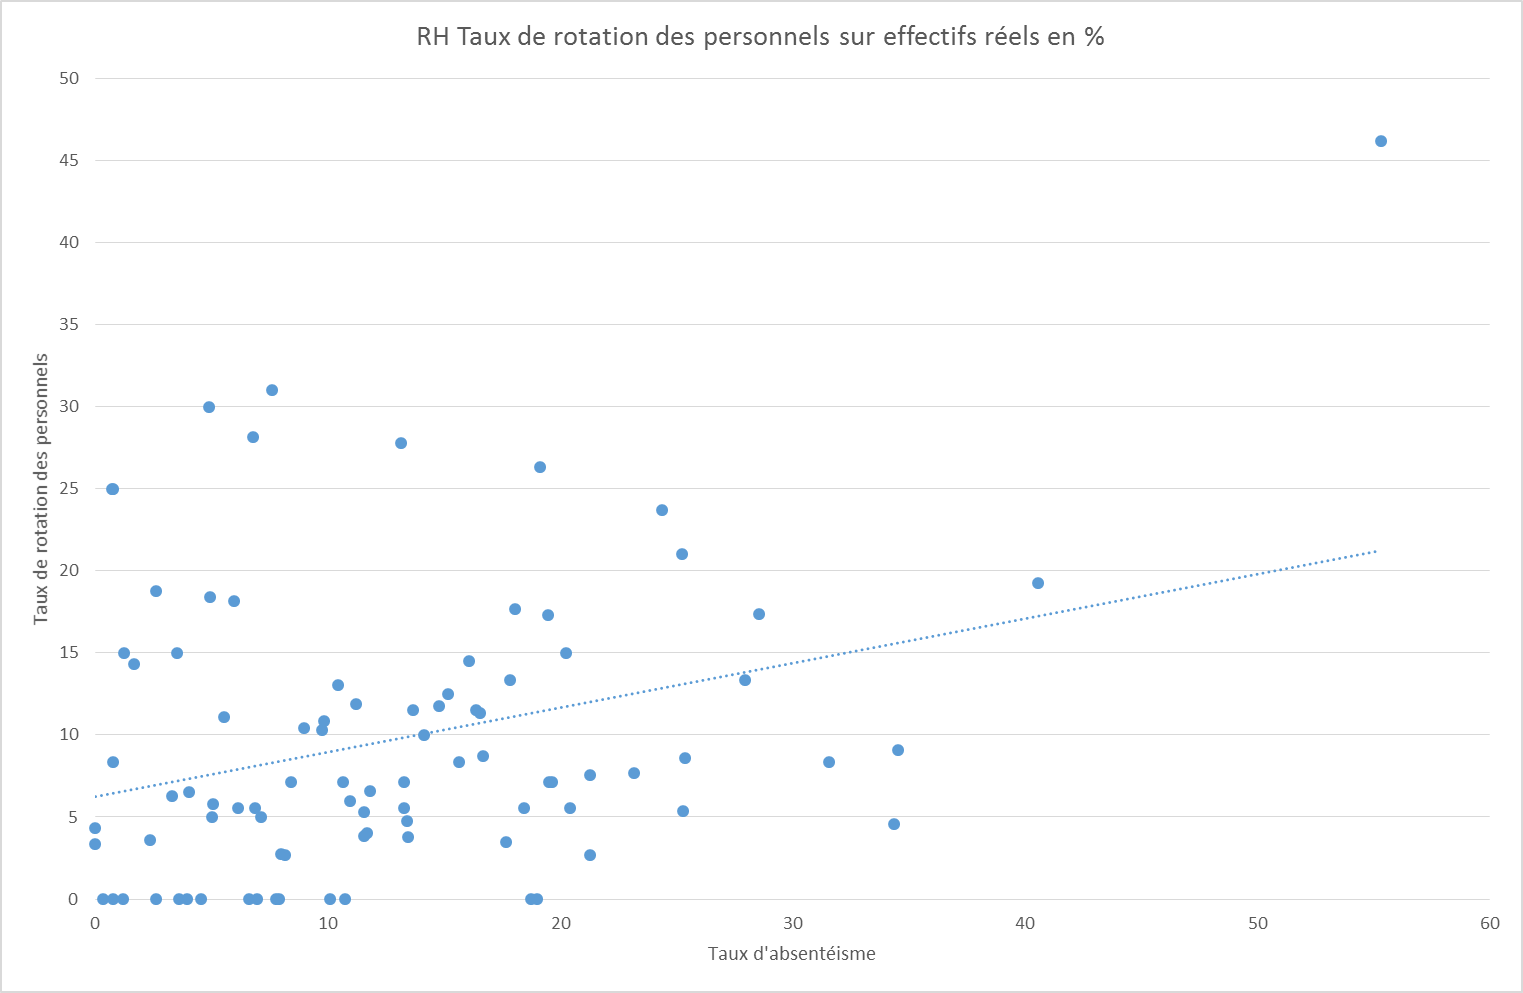 RH Taux de rotation des personnels sur effectifs réels en %
50
45
40
35
30
25
20
15
10
5
0
Taux de rotation des personnels
0 10 20 30 40 50 60
Taux d'absentéisme